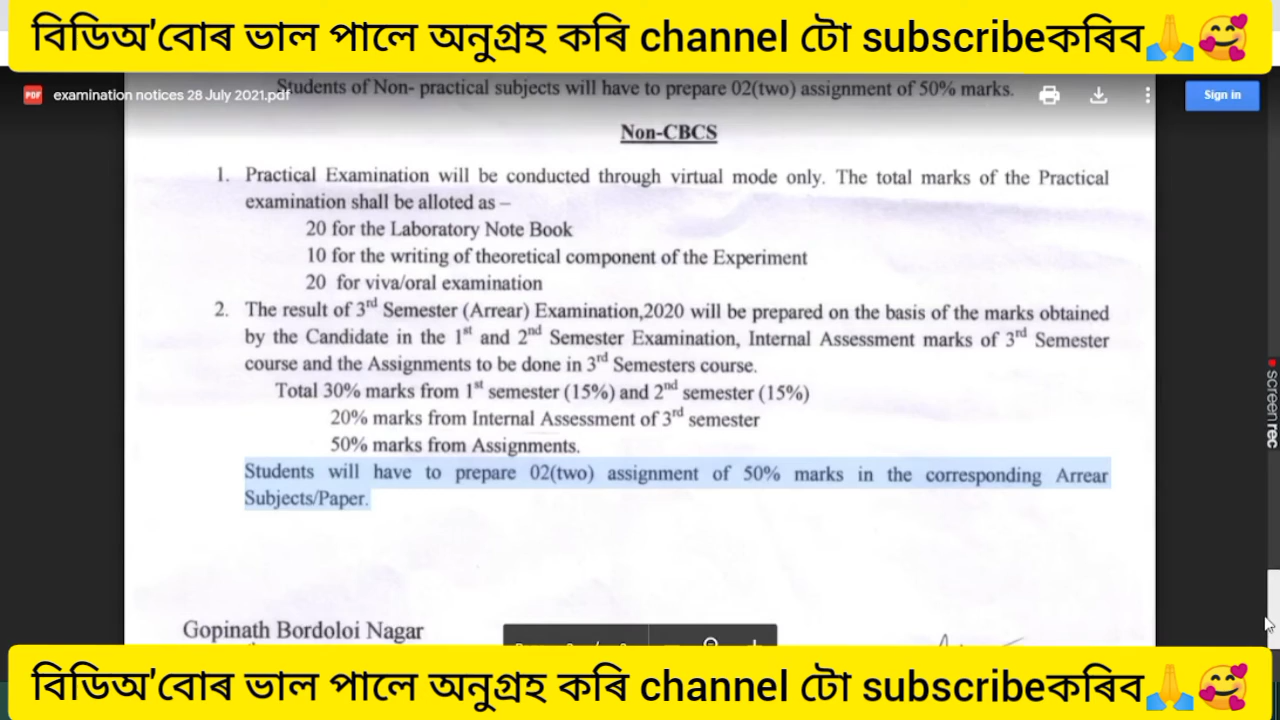 বিডিঅ'বোৰ ভাল পালে অনুগ্ৰহ কৰি channel টো subscribeকৰিব🙏🥰
Students of Non- practical subjects will have to prepare 02(two) assignment of 50% marks.
PDF examination notices 28 July 2021.pdf
Sign in
Non-CBCS
1. Practical Examination will be conducted through virtual mode only. The total marks of the Practical
examination shall be alloted as –
20 for the Laboratory Note Book
10 for the writing of theoretical component of the Experiment
20 for viva/oral examination
2. The result of 3rd Semester (Arrear) Examination,2020 will be prepared on the basis of the marks obtained
by the Candidate in the 1st and 2nd Semester Examination, Internal Assessment marks of 3rd Semester
course and the Assignments to be done in 3rd Semesters course.
Total 30% marks from 1st semester (15%) and 2nd semester (15%)
20% marks from Internal Assessment of 3rd semester
50% marks from Assignments.
Students will have to prepare 02(two) assignment of 50% marks in the corresponding Arrear
Subjects/Paper.
screenrec
Gopinath Bordoloi Nagar
বিডিঅ'বোৰ ভাল পালে অনুগ্ৰহ কৰি channel টো subscribeকৰিব🙏🥰